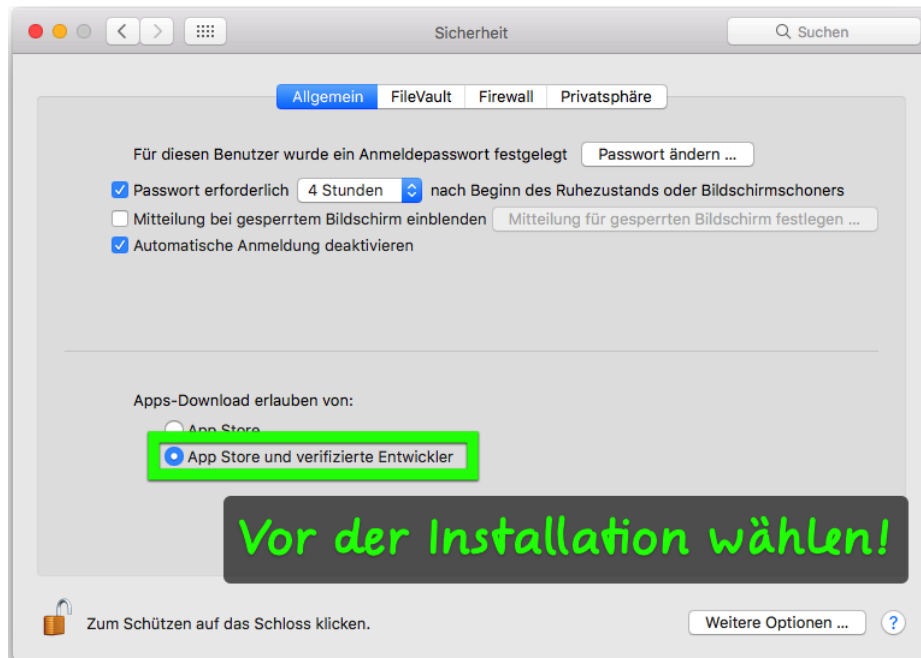 Sicherheit
Suchen
Allgemein FileVault Firewall Privatsphäre
Für diesen Benutzer wurde ein Anmeldepasswort festgelegt Passwort ändern ...
Passwort erforderlich 4 Stunden nach Beginn des Ruhezustands oder Bildschirmschoners
Mitteilung bei gesperrtem Bildschirm einblenden Mitteilung für gesperrten Bildschirm festlegen ...
Automatische Anmeldung deaktivieren
Apps-Download erlauben von:
App Store
App Store und verifizierte Entwickler
Vor der Installation wählen!
Zum Schützen auf das Schloss klicken.
Weitere Optionen ... ?